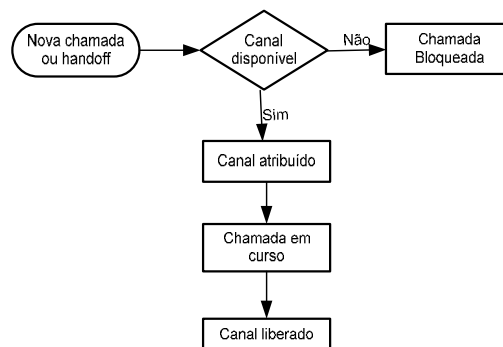 Nova chamada
ou handoff
Canal
disponível
Não
Chamada
Bloqueada
Sim
Canal atribuído
Chamada em
curso
Canal liberado